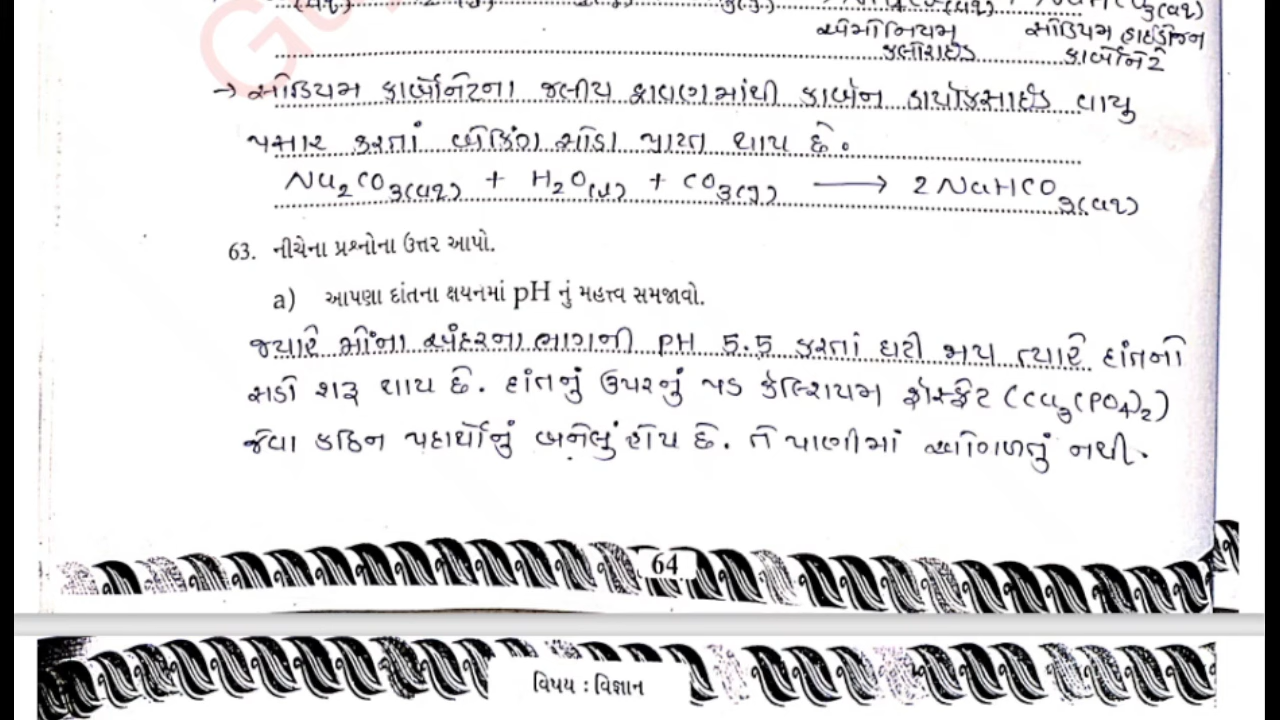 એમોનિયમ સોડિયમ હાઈડ્રોજન
ક્લોરાઈડ કાર્બોનેટ
→ સોડિયમ કાર્બોનેટના જલીય દ્રાવણમાંથી કાર્બન ડાયોક્સાઈડ વાયુ
પસાર કરતાં બેકિંગ સોડા પ્રાપ્ત થાય છે.
Na₂CO₃(aq) + H₂O(l) + CO₃(g) ⟶ 2NaHCO₃(aq)
63. નીચેના પ્રશ્નોના ઉત્તર આપો.
a) આપણા દાંતના ક્ષયનમાં pH નું મહત્ત્વ સમજાવો.
જ્યારે મોંના અંદરના ભાગની PH 5.5 કરતાં ઘટી જાય ત્યારે દાંતનો
સડો શરૂ થાય છે. દાંતનું ઉપરનું પડ કેલ્શિયમ ફોસ્ફેટ (Ca₃(PO₄)₂)
જેવા કઠિન પદાર્થોનું બનેલું હોય છે. તે પાણીમાં ઓગળતું નથી.
64
વિષય : વિજ્ઞાન